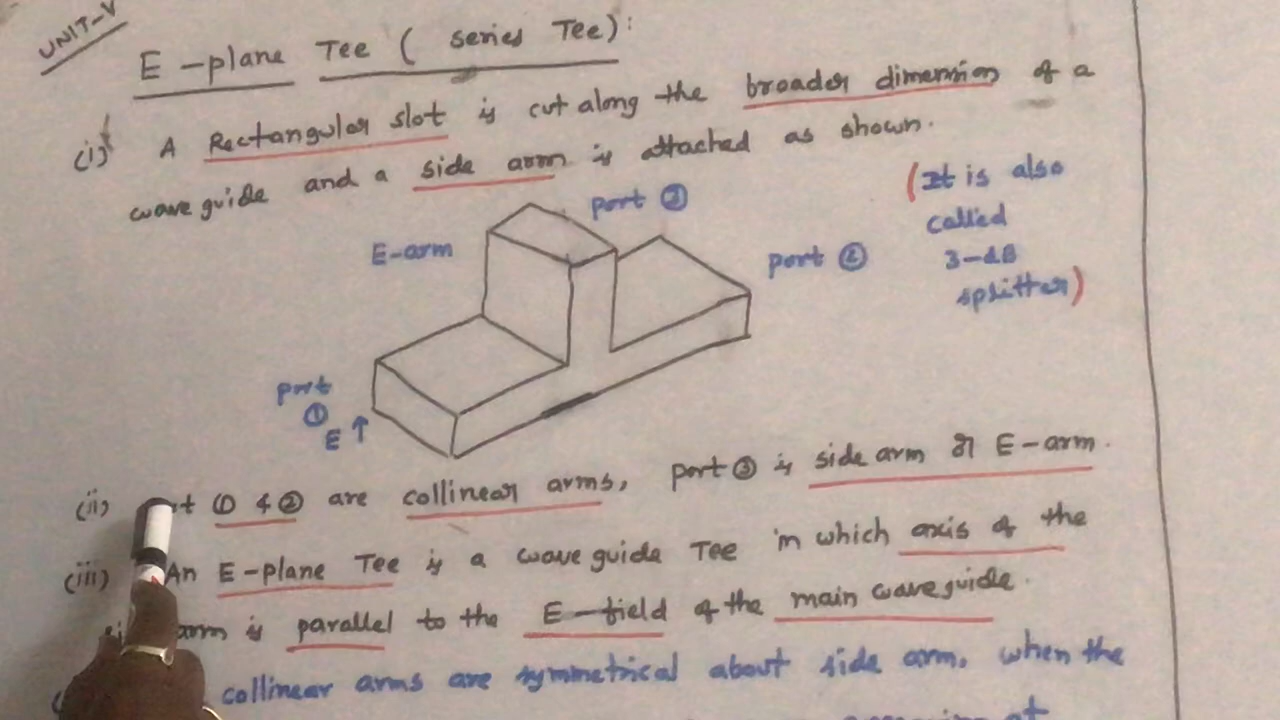 UNIT-V
E-plane Tee ( series Tee):
(i) A Rectangular slot is cut along the broader dimension of a
wave guide and a side arm is attached as shown.
(It is also
called
3-dB
splitter)
port ③
E-arm
port ②
port
①
E ↑
(ii) ① & ② are collinear arms, port ③ is side arm or E-arm.
(iii) An E-plane Tee is a wave guide Tee in which axis of the
arm is parallel to the E-field of the main wave guide.
collinear arms are symmetrical about side arm, when the